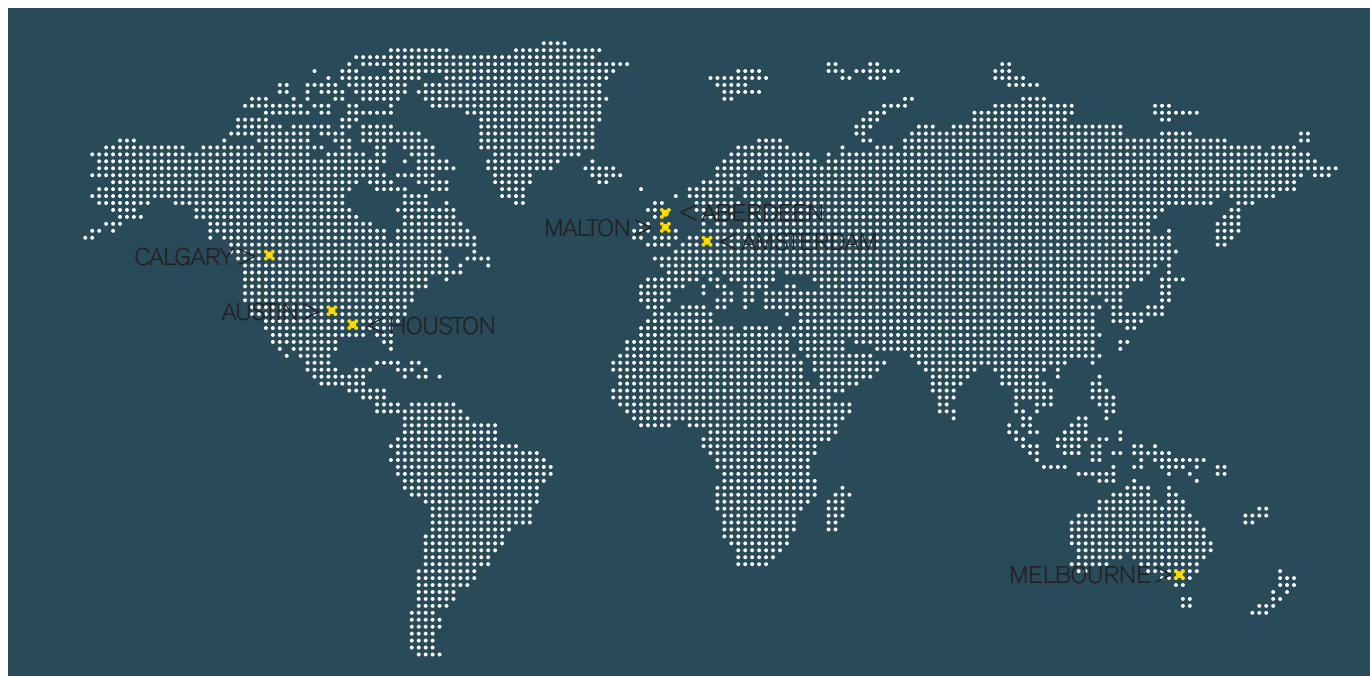 < ABERDEEN
MALTON >
< AMSTERDAM
CALGARY >
AUSTIN >
< HOUSTON
MELBOURNE >